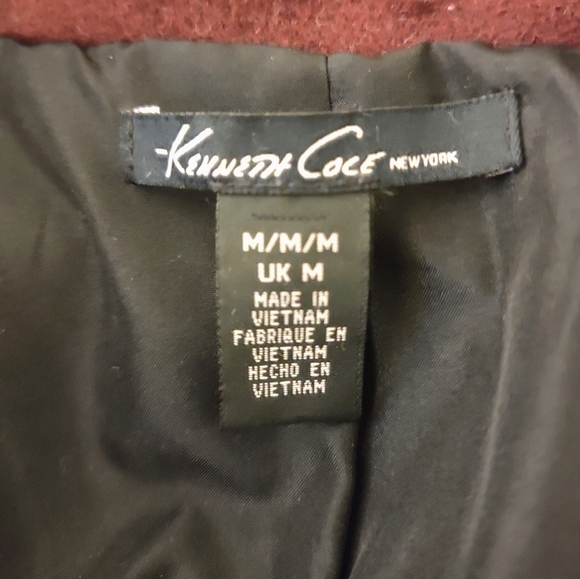 Kenneth Cole NEW YORK
M/M/M
UK M
MADE IN
VIETNAM
FABRIQUE EN
VIETNAM
HECHO EN
VIETNAM